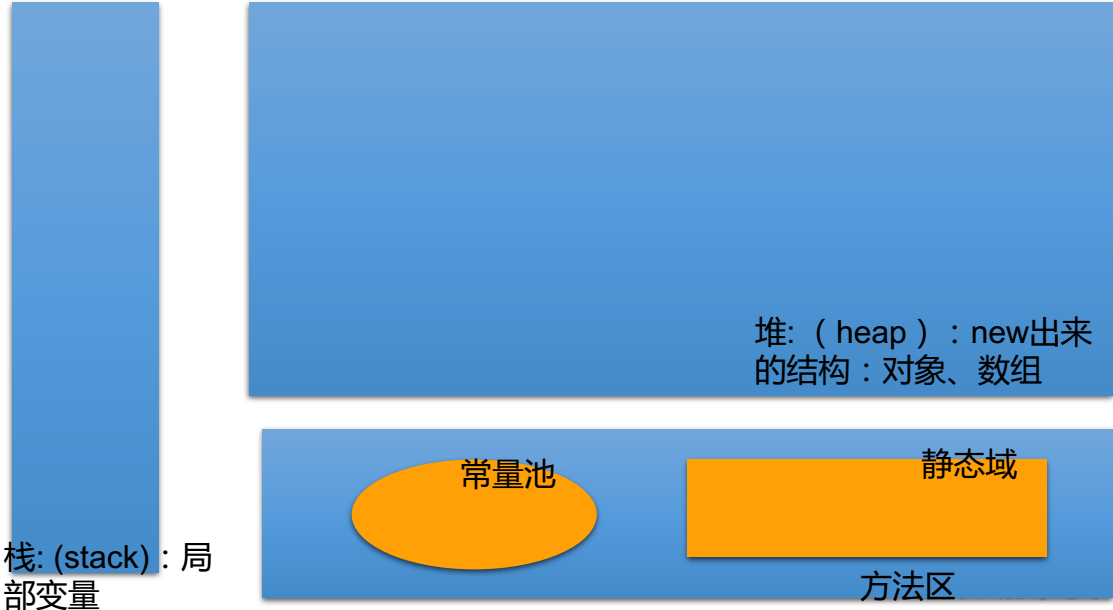 堆:（heap）：new出来
的结构：对象、数组
常量池
静态域
栈: (stack)：局
部变量
方法区